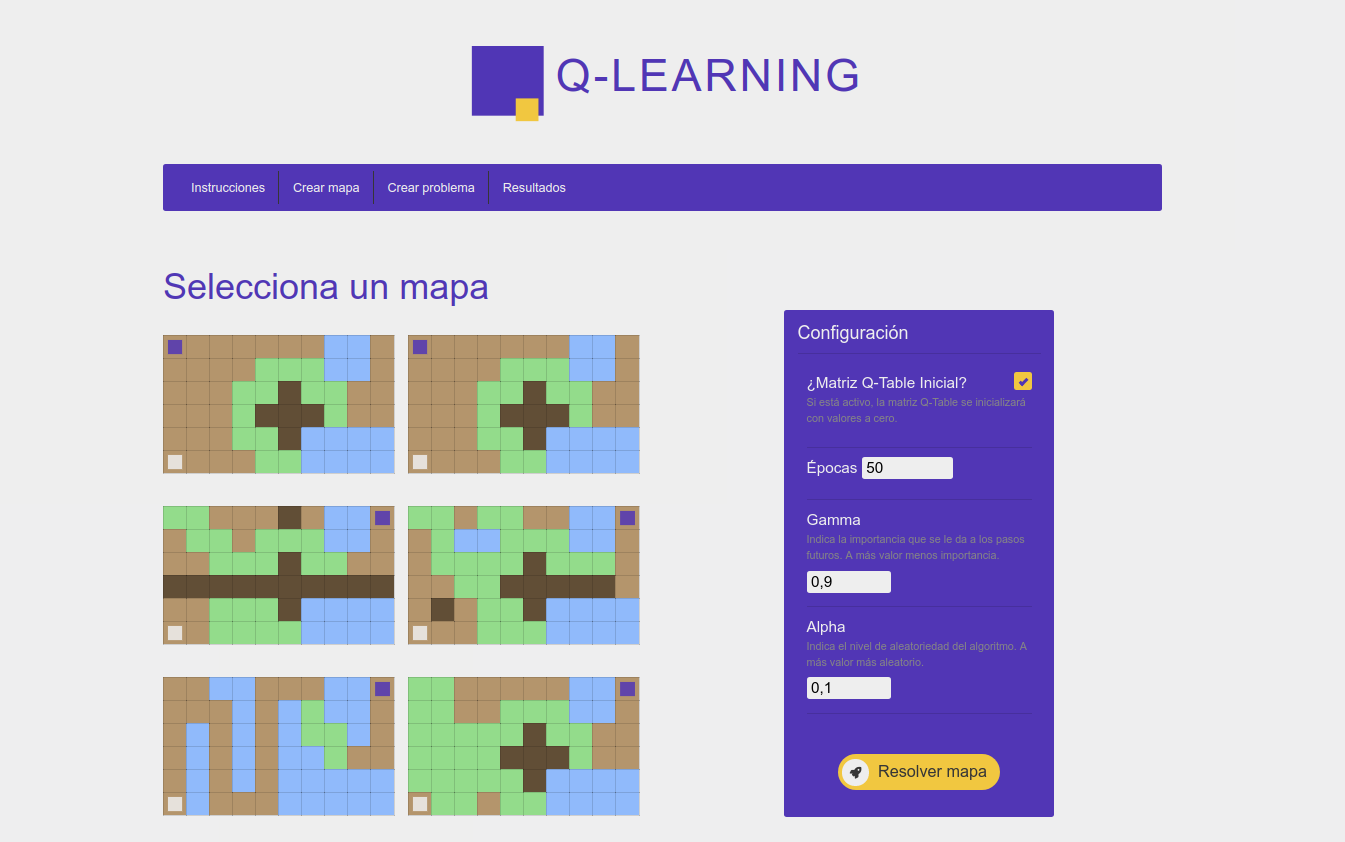 Q-LEARNING
Instrucciones
Crear mapa
Crear problema
Resultados
Selecciona un mapa
Configuración
¿Matriz Q-Table Inicial?
Si está activo, la matriz Q-Table se inicializará
con valores a cero.
Épocas 50
Gamma
Indica la importancia que se le da a los pasos
futuros. A más valor menos importancia.
0,9
Alpha
Indica el nivel de aleatoriedad del algoritmo. A
más valor más aleatorio.
0,1
Resolver mapa